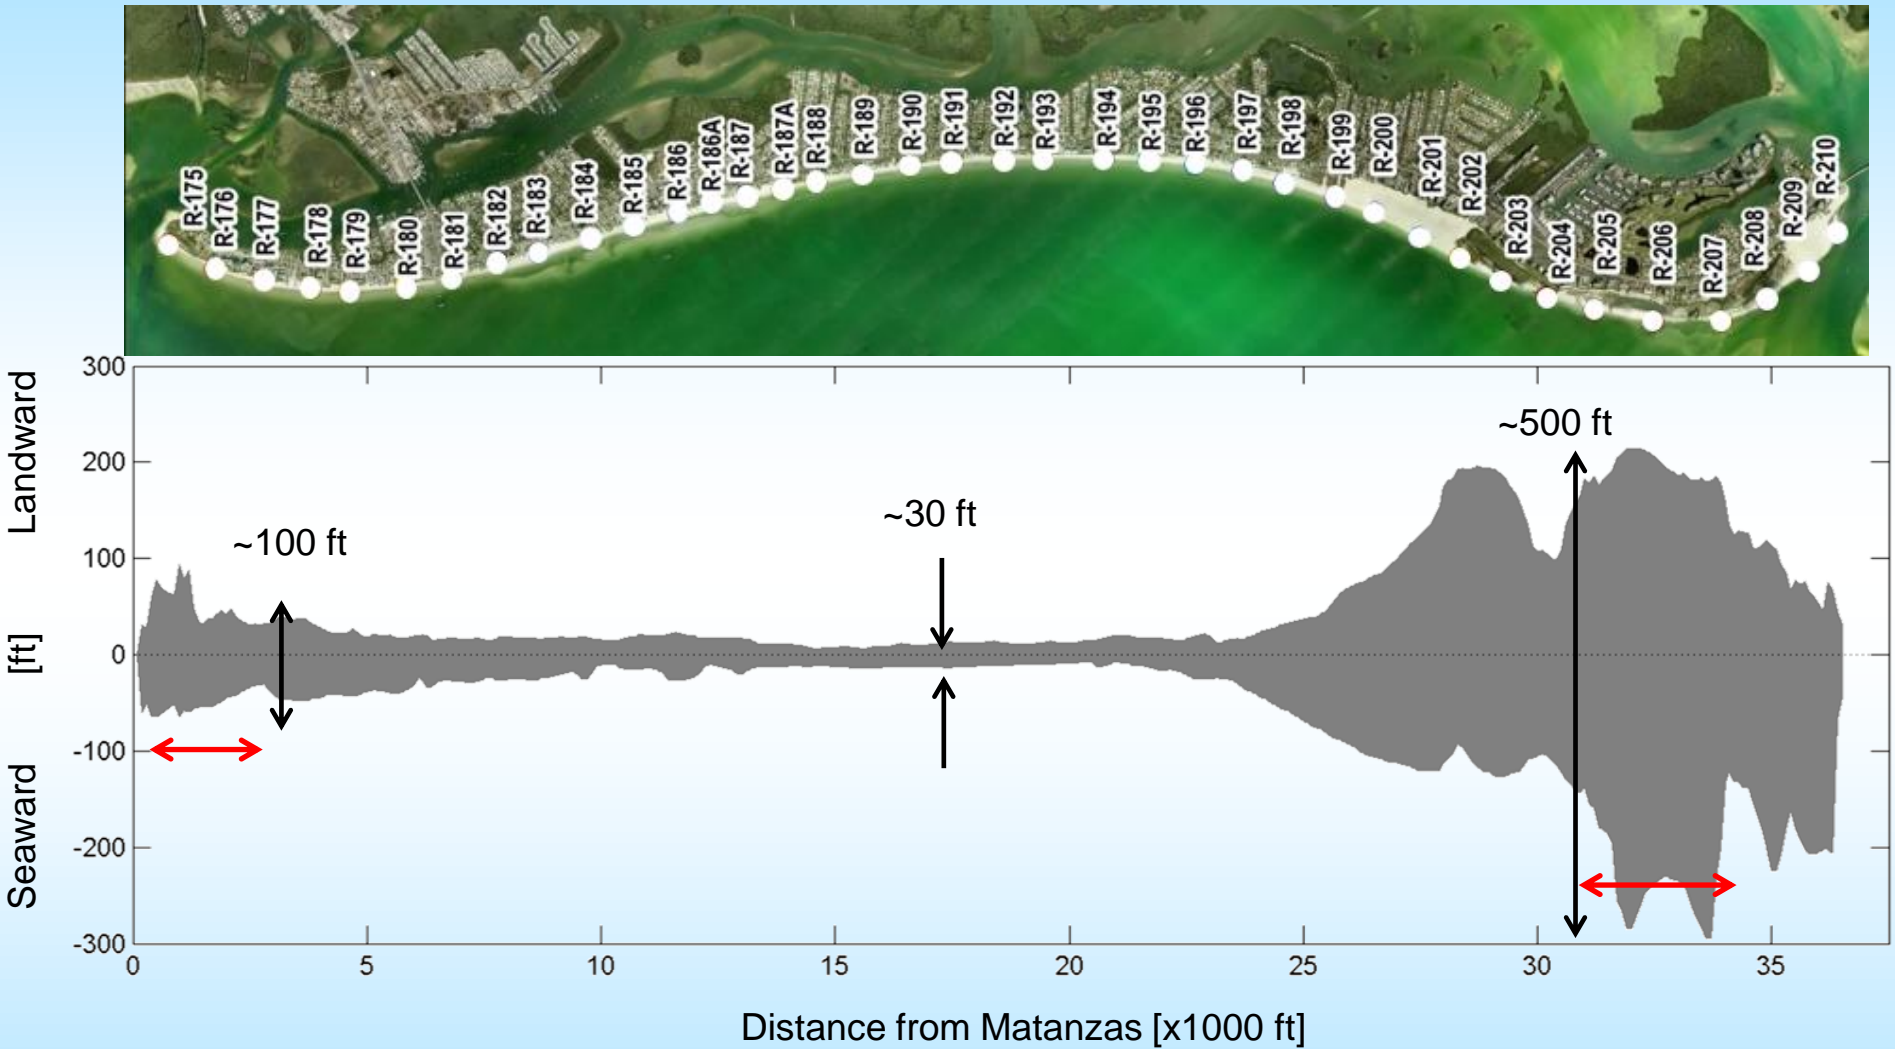 R-175
R-176
R-177
R-178
R-179
R-180
R-181
R-182
R-183
R-184
R-185
R-186
R-186A
R-187
R-187A
R-188
R-189
R-190
R-191
R-192
R-193
R-194
R-195
R-196
R-197
R-198
R-199
R-200
R-201
R-202
R-203
R-204
R-205
R-206
R-207
R-208
R-209
R-210
Landward
[ft]
Seaward
300
200
100
0
-100
-200
-300
~100 ft
~30 ft
~500 ft
0
5
10
15
20
25
30
35
Distance from Matanzas [x1000 ft]